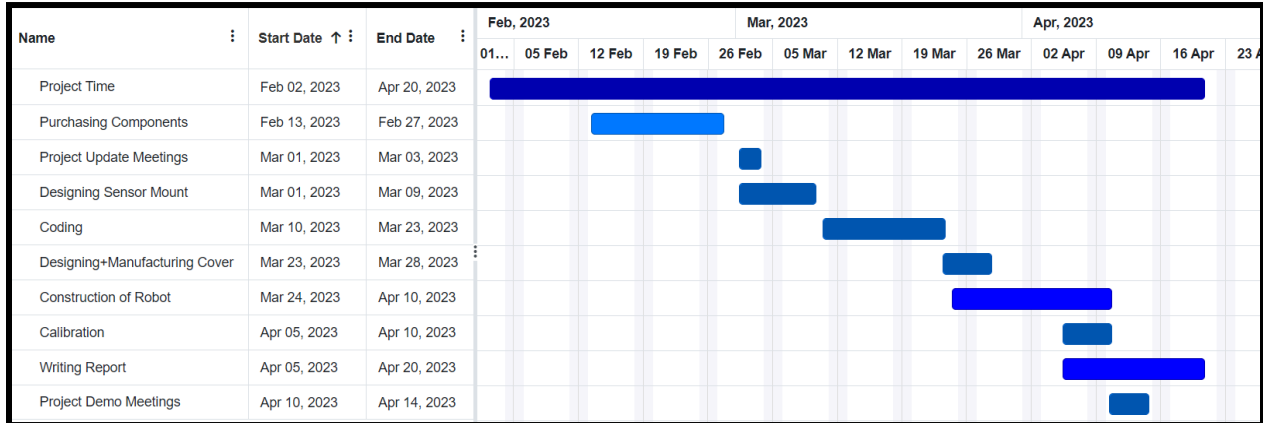 Name Start Date ↑ End Date Feb, 2023 Mar, 2023 Apr, 2023
01... 05 Feb 12 Feb 19 Feb 26 Feb 05 Mar 12 Mar 19 Mar 26 Mar 02 Apr 09 Apr 16 Apr 23
Project Time Feb 02, 2023 Apr 20, 2023
Purchasing Components Feb 13, 2023 Feb 27, 2023
Project Update Meetings Mar 01, 2023 Mar 03, 2023
Designing Sensor Mount Mar 01, 2023 Mar 09, 2023
Coding Mar 10, 2023 Mar 23, 2023
Designing+Manufacturing Cover Mar 23, 2023 Mar 28, 2023
Construction of Robot Mar 24, 2023 Apr 10, 2023
Calibration Apr 05, 2023 Apr 10, 2023
Writing Report Apr 05, 2023 Apr 20, 2023
Project Demo Meetings Apr 10, 2023 Apr 14, 2023